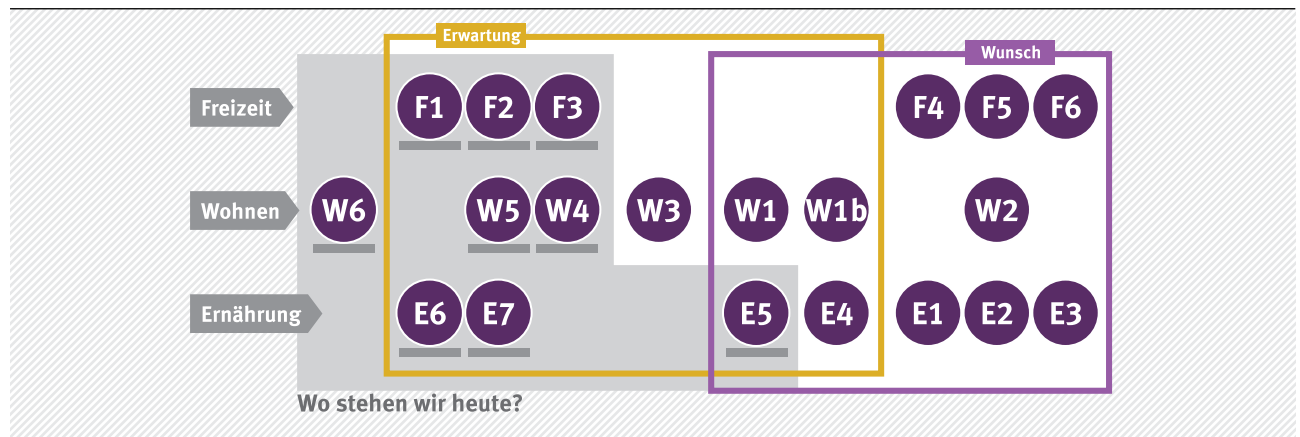 Erwartung
Wunsch
Freizeit F1 F2 F3 F4 F5 F6
Wohnen W6 W5 W4 W3 W1 W1b W2
Ernährung E6 E7 E5 E4 E1 E2 E3
Wo stehen wir heute?